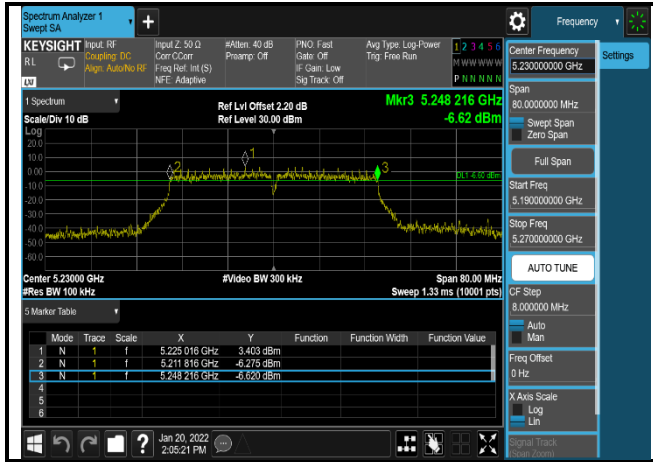 Spectrum Analyzer 1
Swept SA
+
Frequency
KEYSIGHT
RL
Input: RF
Coupling: DC
Align: Auto/No RF
Input Z: 50 Ω
Corr CCorr
Freq Ref: Int (S)
NFE: Adaptive
#Atten: 40 dB
Preamp: Off
PNO: Fast
Gate: Off
IF Gain: Low
Sig Track: Off
Avg Type: Log-Power
Trig: Free Run
1 2 3 4 5 6
M W W W W W
P N N N N N
LXI
1 Spectrum
Scale/Div 10 dB
Ref Lvl Offset 2.20 dB
Ref Level 30.00 dBm
Mkr3 5.248 216 GHz
-6.62 dBm
Log
20.0
10.0
0.00
-10.0
-20.0
-30.0
-40.0
-50.0
-60.0
1
2
3
DL1 -6.60 dBm
Center 5.23000 GHz
#Res BW 100 kHz
#Video BW 300 kHz
Span 80.00 MHz
Sweep 1.33 ms (10001 pts)
5 Marker Table
Mode Trace Scale X Y Function Function Width Function Value
1 N 1 f 5.225 016 GHz 3.403 dBm
2 N 1 f 5.211 816 GHz -6.275 dBm
3 N 1 f 5.248 216 GHz -6.620 dBm
4
5
6
?
Jan 20, 2022
2:05:21 PM
Settings
Center Frequency
5.230000000 GHz
Span
80.0000000 MHz
Swept Span
Zero Span
Full Span
Start Freq
5.190000000 GHz
Stop Freq
5.270000000 GHz
AUTO TUNE
CF Step
8.000000 MHz
Auto
Man
Freq Offset
0 Hz
X Axis Scale
Log
Lin
Signal Track
(Span Zoom)